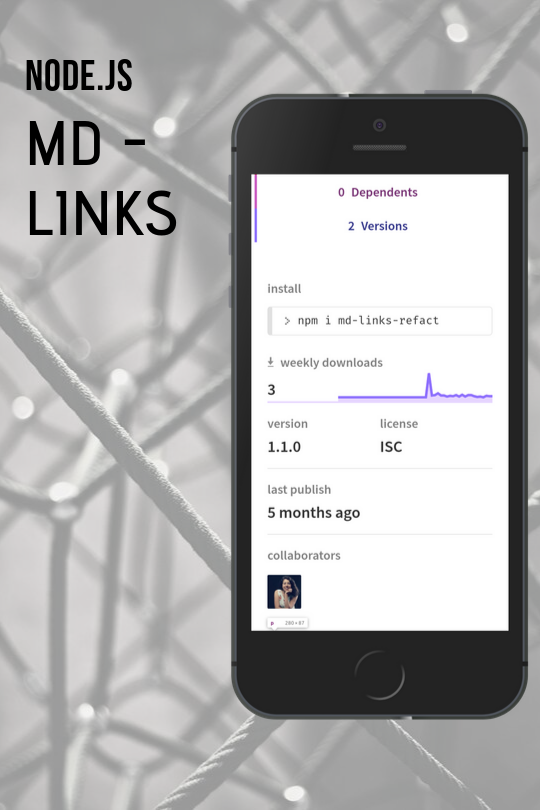 NODE.JS
MD -
LINKS
0 Dependents
2 Versions
install
> npm i md-links-refact
weekly downloads
3
version
license
1.1.0
ISC
last publish
5 months ago
collaborators
p 280×67